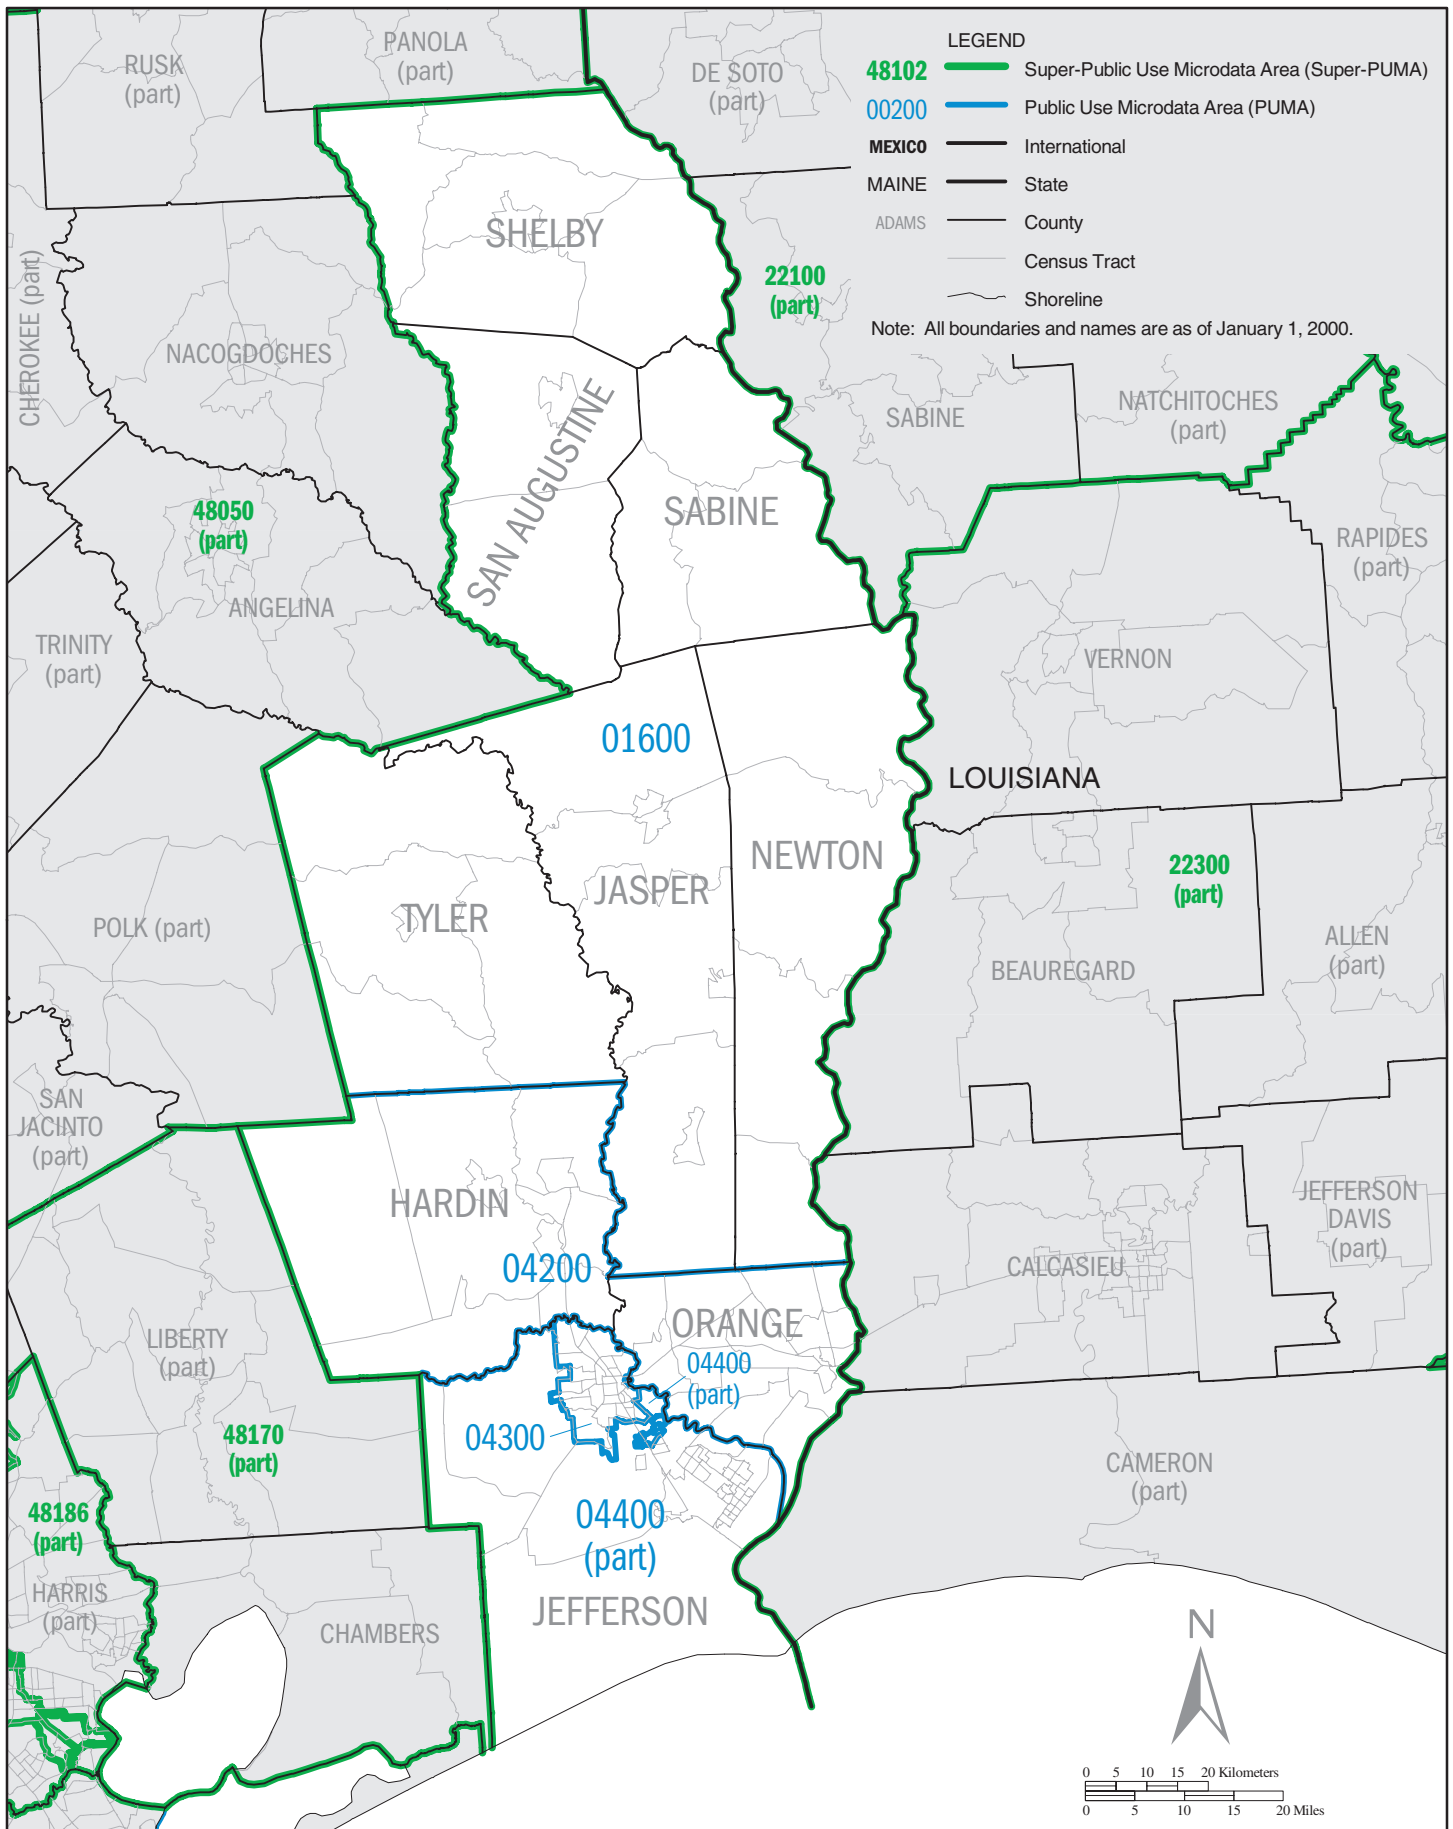 LEGEND
48102 Super-Public Use Microdata Area (Super-PUMA)
00200 Public Use Microdata Area (PUMA)
MEXICO International
MAINE State
ADAMS County
Census Tract
Shoreline
Note: All boundaries and names are as of January 1, 2000.
RUSK
(part)
PANOLA
(part)
DE SOTO
(part)
SHELBY
22100
(part)
CHEROKEE (part)
NACOGDOCHES
SAN AUGUSTINE
SABINE
NATCHITOCHES
(part)
48050
(part)
SABINE
RAPIDES
(part)
ANGELINA
TRINITY
(part)
VERNON
01600
LOUISIANA
NEWTON
22300
(part)
JASPER
TYLER
POLK (part)
ALLEN
(part)
BEAUREGARD
SAN
JACINTO
(part)
HARDIN
JEFFERSON
DAVIS
(part)
04200
CALCASIEU
ORANGE
LIBERTY
(part)
04400
(part)
04300
48170
(part)
CAMERON
(part)
48186
(part)
04400
(part)
HARRIS
(part)
JEFFERSON
CHAMBERS
N
0 5 10 15 20 Kilometers
0 5 10 15 20 Miles